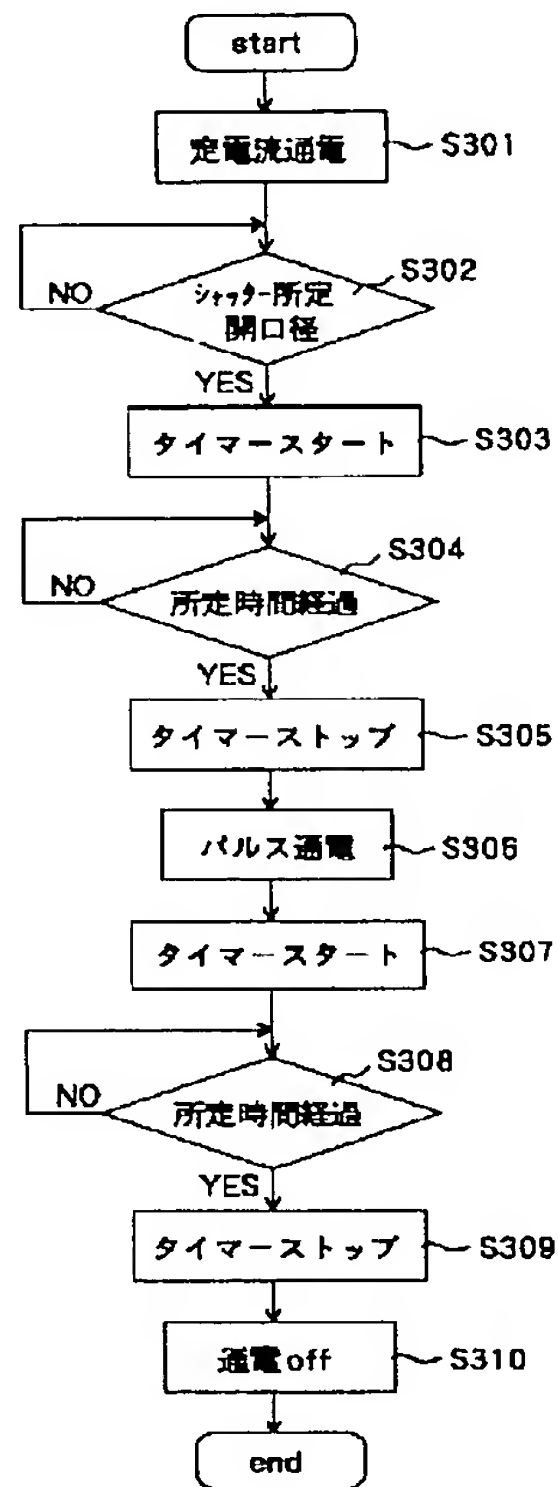 start
定電流通電
S301
シャッター所定
開口径
S302
NO
YES
タイマースタート
S303
所定時間経過
S304
NO
YES
タイマーストップ
S305
パルス通電
S306
タイマースタート
S307
所定時間経過
S308
NO
YES
タイマーストップ
S309
通電off
S310
end